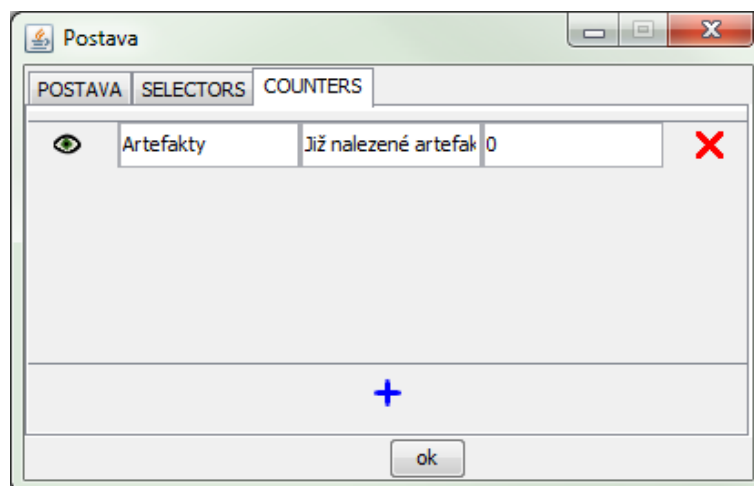 Postava
POSTAVA SELECTORS COUNTERS
Artefakty Již nalezené artefak 0
ok